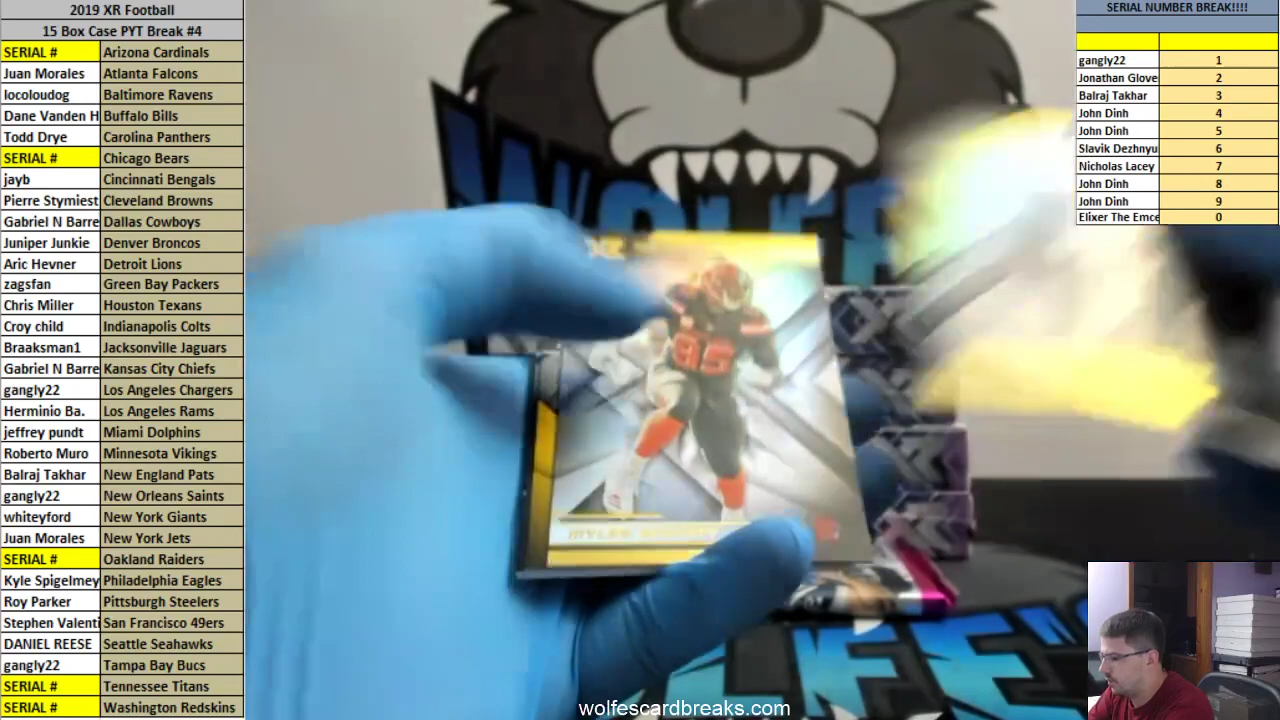 2019 XR Football
15 Box Case PYT Break #4
SERIAL # Arizona Cardinals
Juan Morales Atlanta Falcons
locoloudog Baltimore Ravens
Dane Vanden H Buffalo Bills
Todd Drye Carolina Panthers
SERIAL # Chicago Bears
jayb Cincinnati Bengals
Pierre Stymiest Cleveland Browns
Gabriel N Barre Dallas Cowboys
Juniper Junkie Denver Broncos
Aric Hevner Detroit Lions
zagsfan Green Bay Packers
Chris Miller Houston Texans
Croy child Indianapolis Colts
Braaksman1 Jacksonville Jaguars
Gabriel N Barre Kansas City Chiefs
gangly22 Los Angeles Chargers
Herminio Ba. Los Angeles Rams
jeffrey pundt Miami Dolphins
Roberto Muro Minnesota Vikings
Balraj Takhar New England Pats
gangly22 New Orleans Saints
whiteyford New York Giants
Juan Morales New York Jets
SERIAL # Oakland Raiders
Kyle Spigelmey Philadelphia Eagles
Roy Parker Pittsburgh Steelers
Stephen Valenti San Francisco 49ers
DANIEL REESE Seattle Seahawks
gangly22 Tampa Bay Bucs
SERIAL # Tennessee Titans
SERIAL # Washington Redskins
SERIAL NUMBER BREAK!!!!
gangly22 1
Jonathan Glove 2
Balraj Takhar 3
John Dinh 4
John Dinh 5
Slavik Dezhnyu 6
Nicholas Lacey 7
John Dinh 8
John Dinh 9
Elixer The Emce 0
95
wolfescardbreaks.com